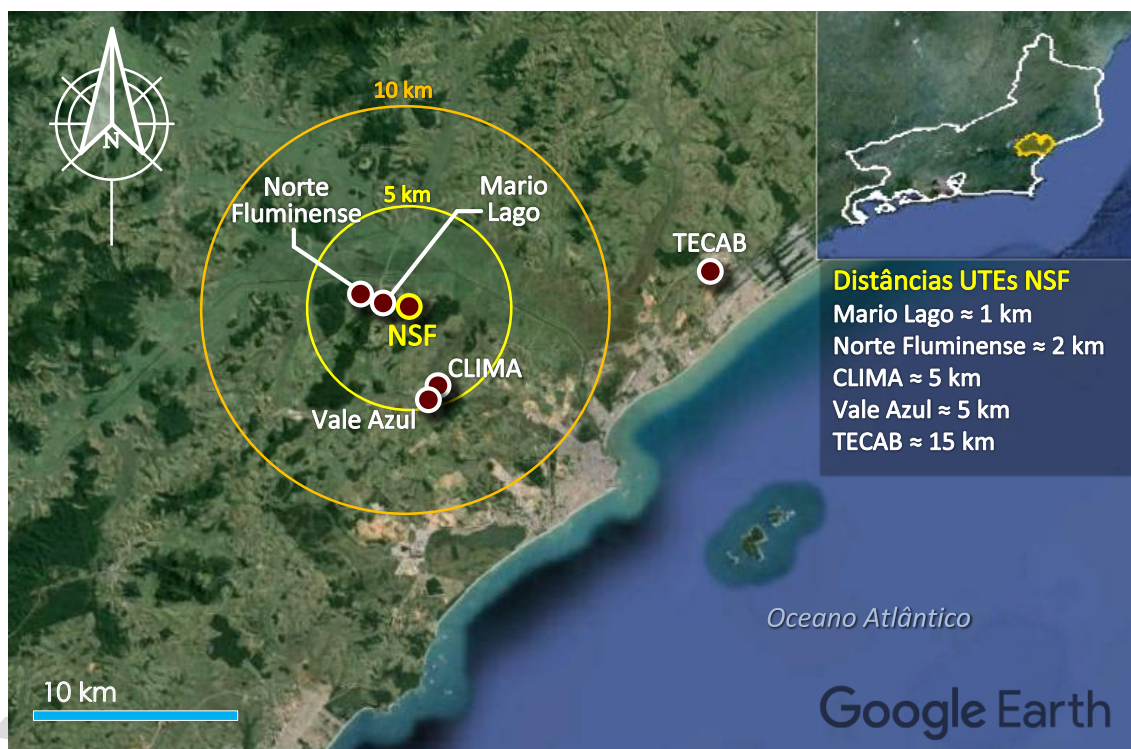 N
10 km
5 km
Norte
Fluminense
Mario
Lago
NSF
CLIMA
Vale Azul
TECAB
Distâncias UTEs NSF
Mario Lago ≈ 1 km
Norte Fluminense ≈ 2 km
CLIMA ≈ 5 km
Vale Azul ≈ 5 km
TECAB ≈ 15 km
Oceano Atlântico
10 km
Google Earth